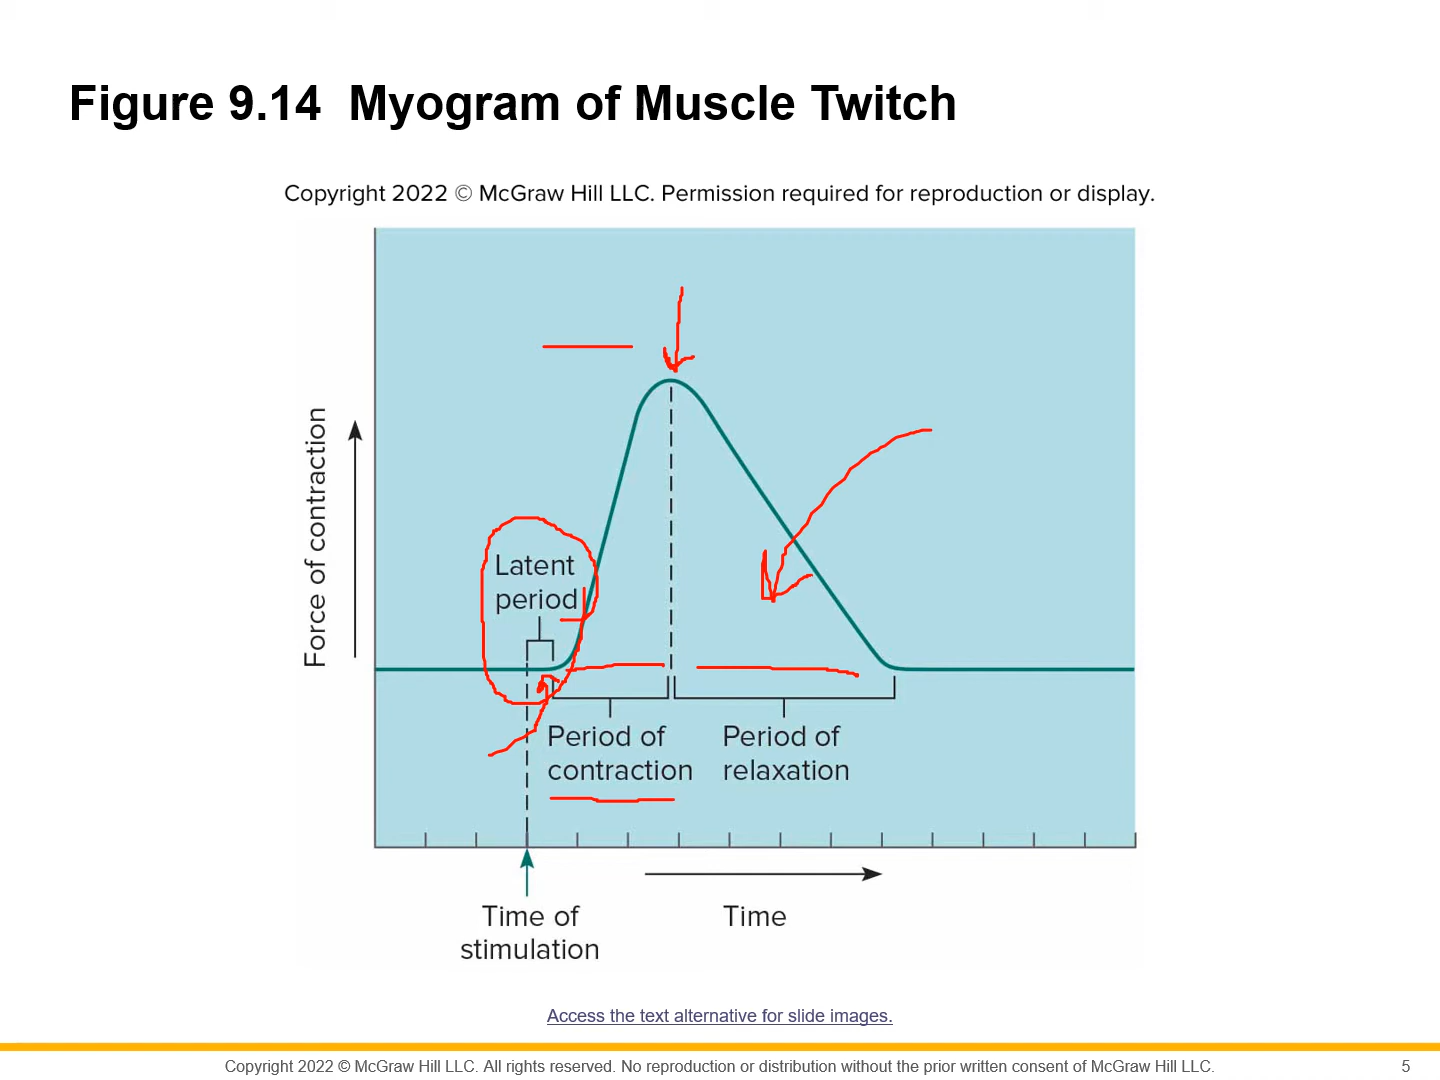 Figure 9.14  Myogram of Muscle Twitch
Copyright 2022 © McGraw Hill LLC. Permission required for reproduction or display.
Force of contraction
Latent
period
Period of
contraction
Period of
relaxation
Time of
stimulation
Time
Access the text alternative for slide images.
Copyright 2022 © McGraw Hill LLC. All rights reserved. No reproduction or distribution without the prior written consent of McGraw Hill LLC.
5